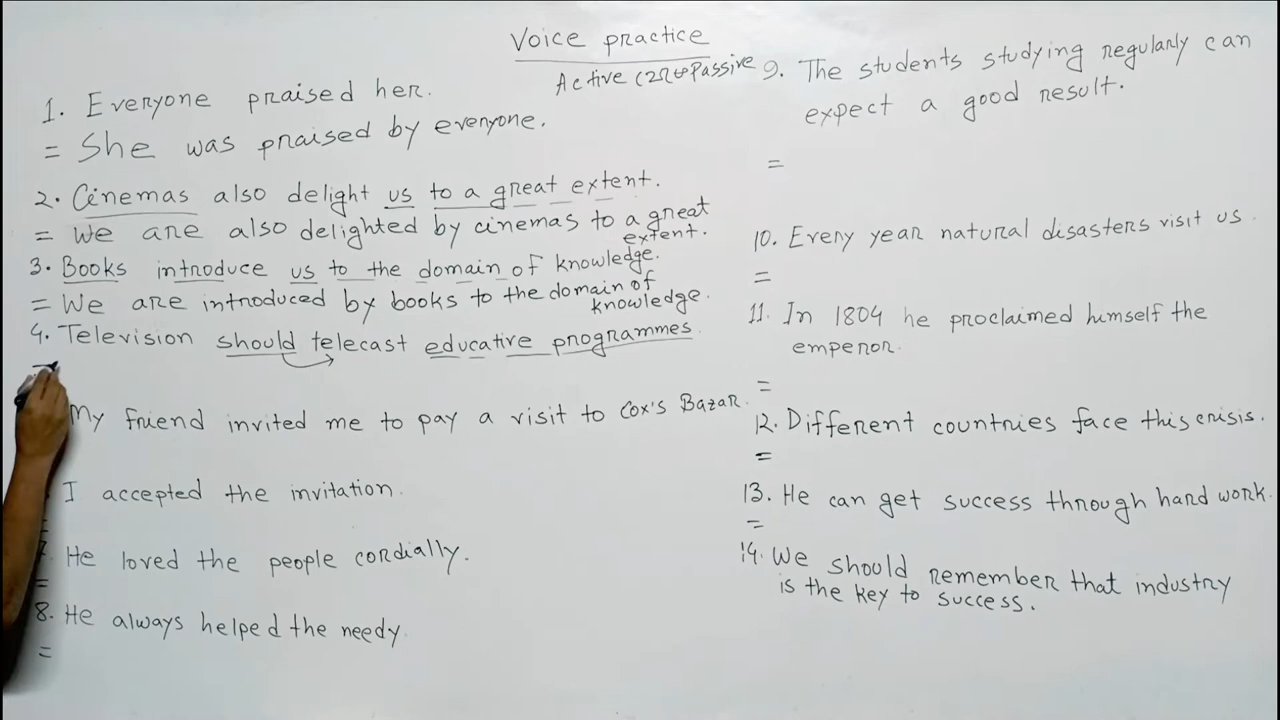 Voice practice
Active থেকে Passive
1. Everyone praised her.
= She was praised by everyone.
2. Cinemas also delight us to a great extent.
= We are also delighted by cinemas to a great
extent.
3. Books introduce us to the domain of knowledge.
= We are introduced by books to the domain of
knowledge.
4. Television should telecast educative programmes.
My friend invited me to pay a visit to Cox's Bazar.
I accepted the invitation.
=
7. He loved the people cordially.
=
8. He always helped the needy.
=
9. The students studying regularly can
expect a good result.
=
10. Every year natural disasters visit us.
=
11. In 1804 he proclaimed himself the
emperor.
=
12. Different countries face this crisis.
=
13. He can get success through hard work.
=
14. We should remember that industry
is the key to success.